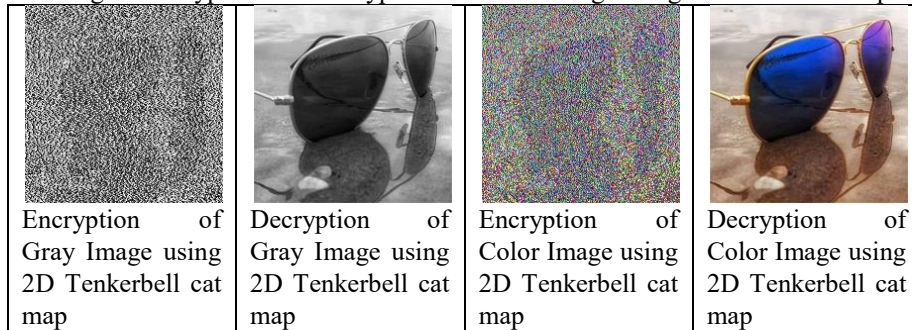 Encryption of
Gray Image using
2D Tenkerbell cat
map
Decryption of
Gray Image using
2D Tenkerbell cat
map
Encryption of
Color Image using
2D Tenkerbell cat
map
Decryption of
Color Image using
2D Tenkerbell cat
map